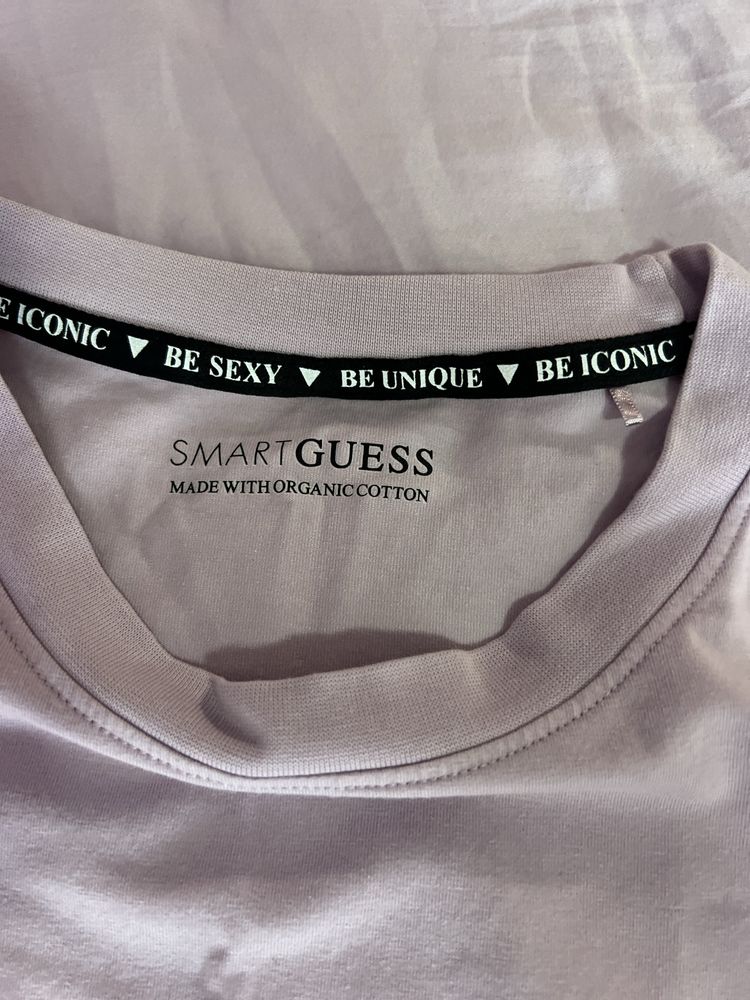 E ICONIC ▼ BE SEXY ▼ BE UNIQUE ▼ BE ICONIC
SMARTGUESS
MADE WITH ORGANIC COTTON